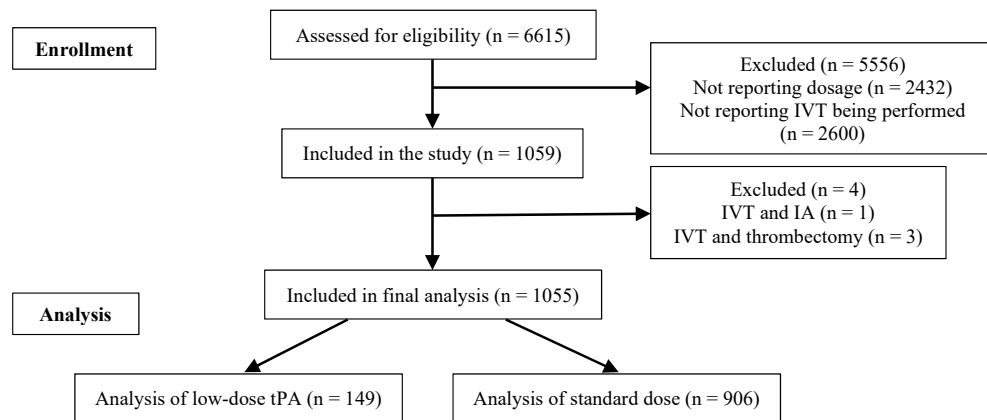 Assessed for eligibility (n = 6615)
Enrollment
Excluded (n = 5556)
Not reporting dosage (n = 2432)
Not reporting IVT being performed
(n = 2600)
Included in the study (n = 1059)
Excluded (n = 4)
IVT and IA (n = 1)
IVT and thrombectomy (n = 3)
Included in final analysis (n = 1055)
Analysis
Analysis of low-dose tPA (n = 149)
Analysis of standard dose (n = 906)